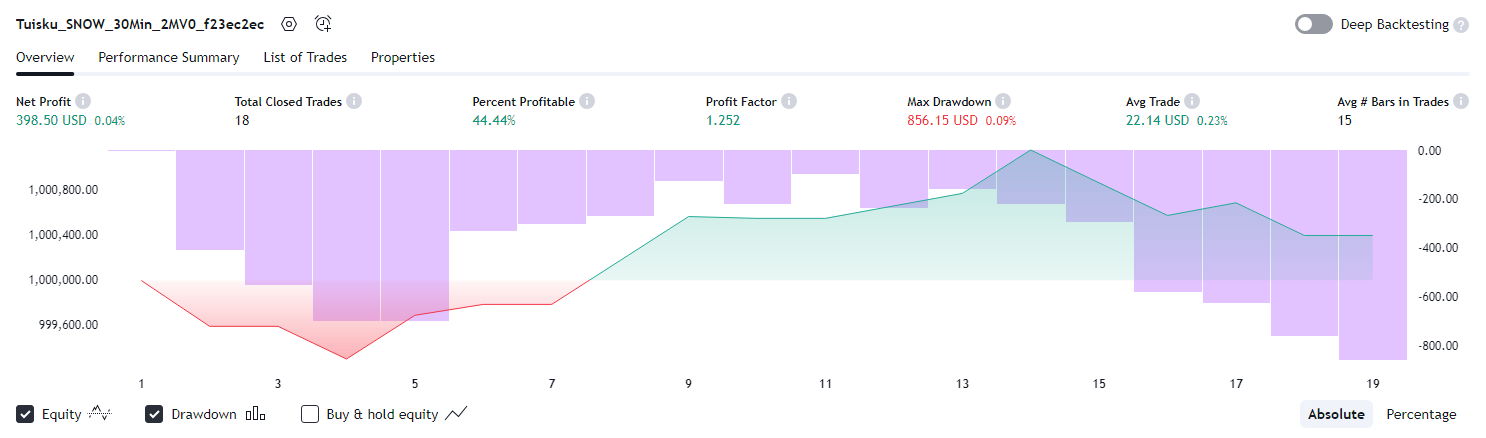 Tuisku_SNOW_30Min_2MV0_f23ec2ec
Deep Backtesting ?
Overview Performance Summary List of Trades Properties
Net Profit i Total Closed Trades i Percent Profitable i Profit Factor i Max Drawdown i Avg Trade i Avg # Bars in Trades i
398.50 USD 0.04% 18 44.44% 1.252 856.15 USD 0.09% 22.14 USD 0.23% 15
0.00
1,000,800.00 -200.00
1,000,400.00 -400.00
1,000,000.00
-600.00
999,600.00 -800.00
1 3 5 7 9 11 13 15 17 19
Equity Drawdown Buy & hold equity Absolute Percentage